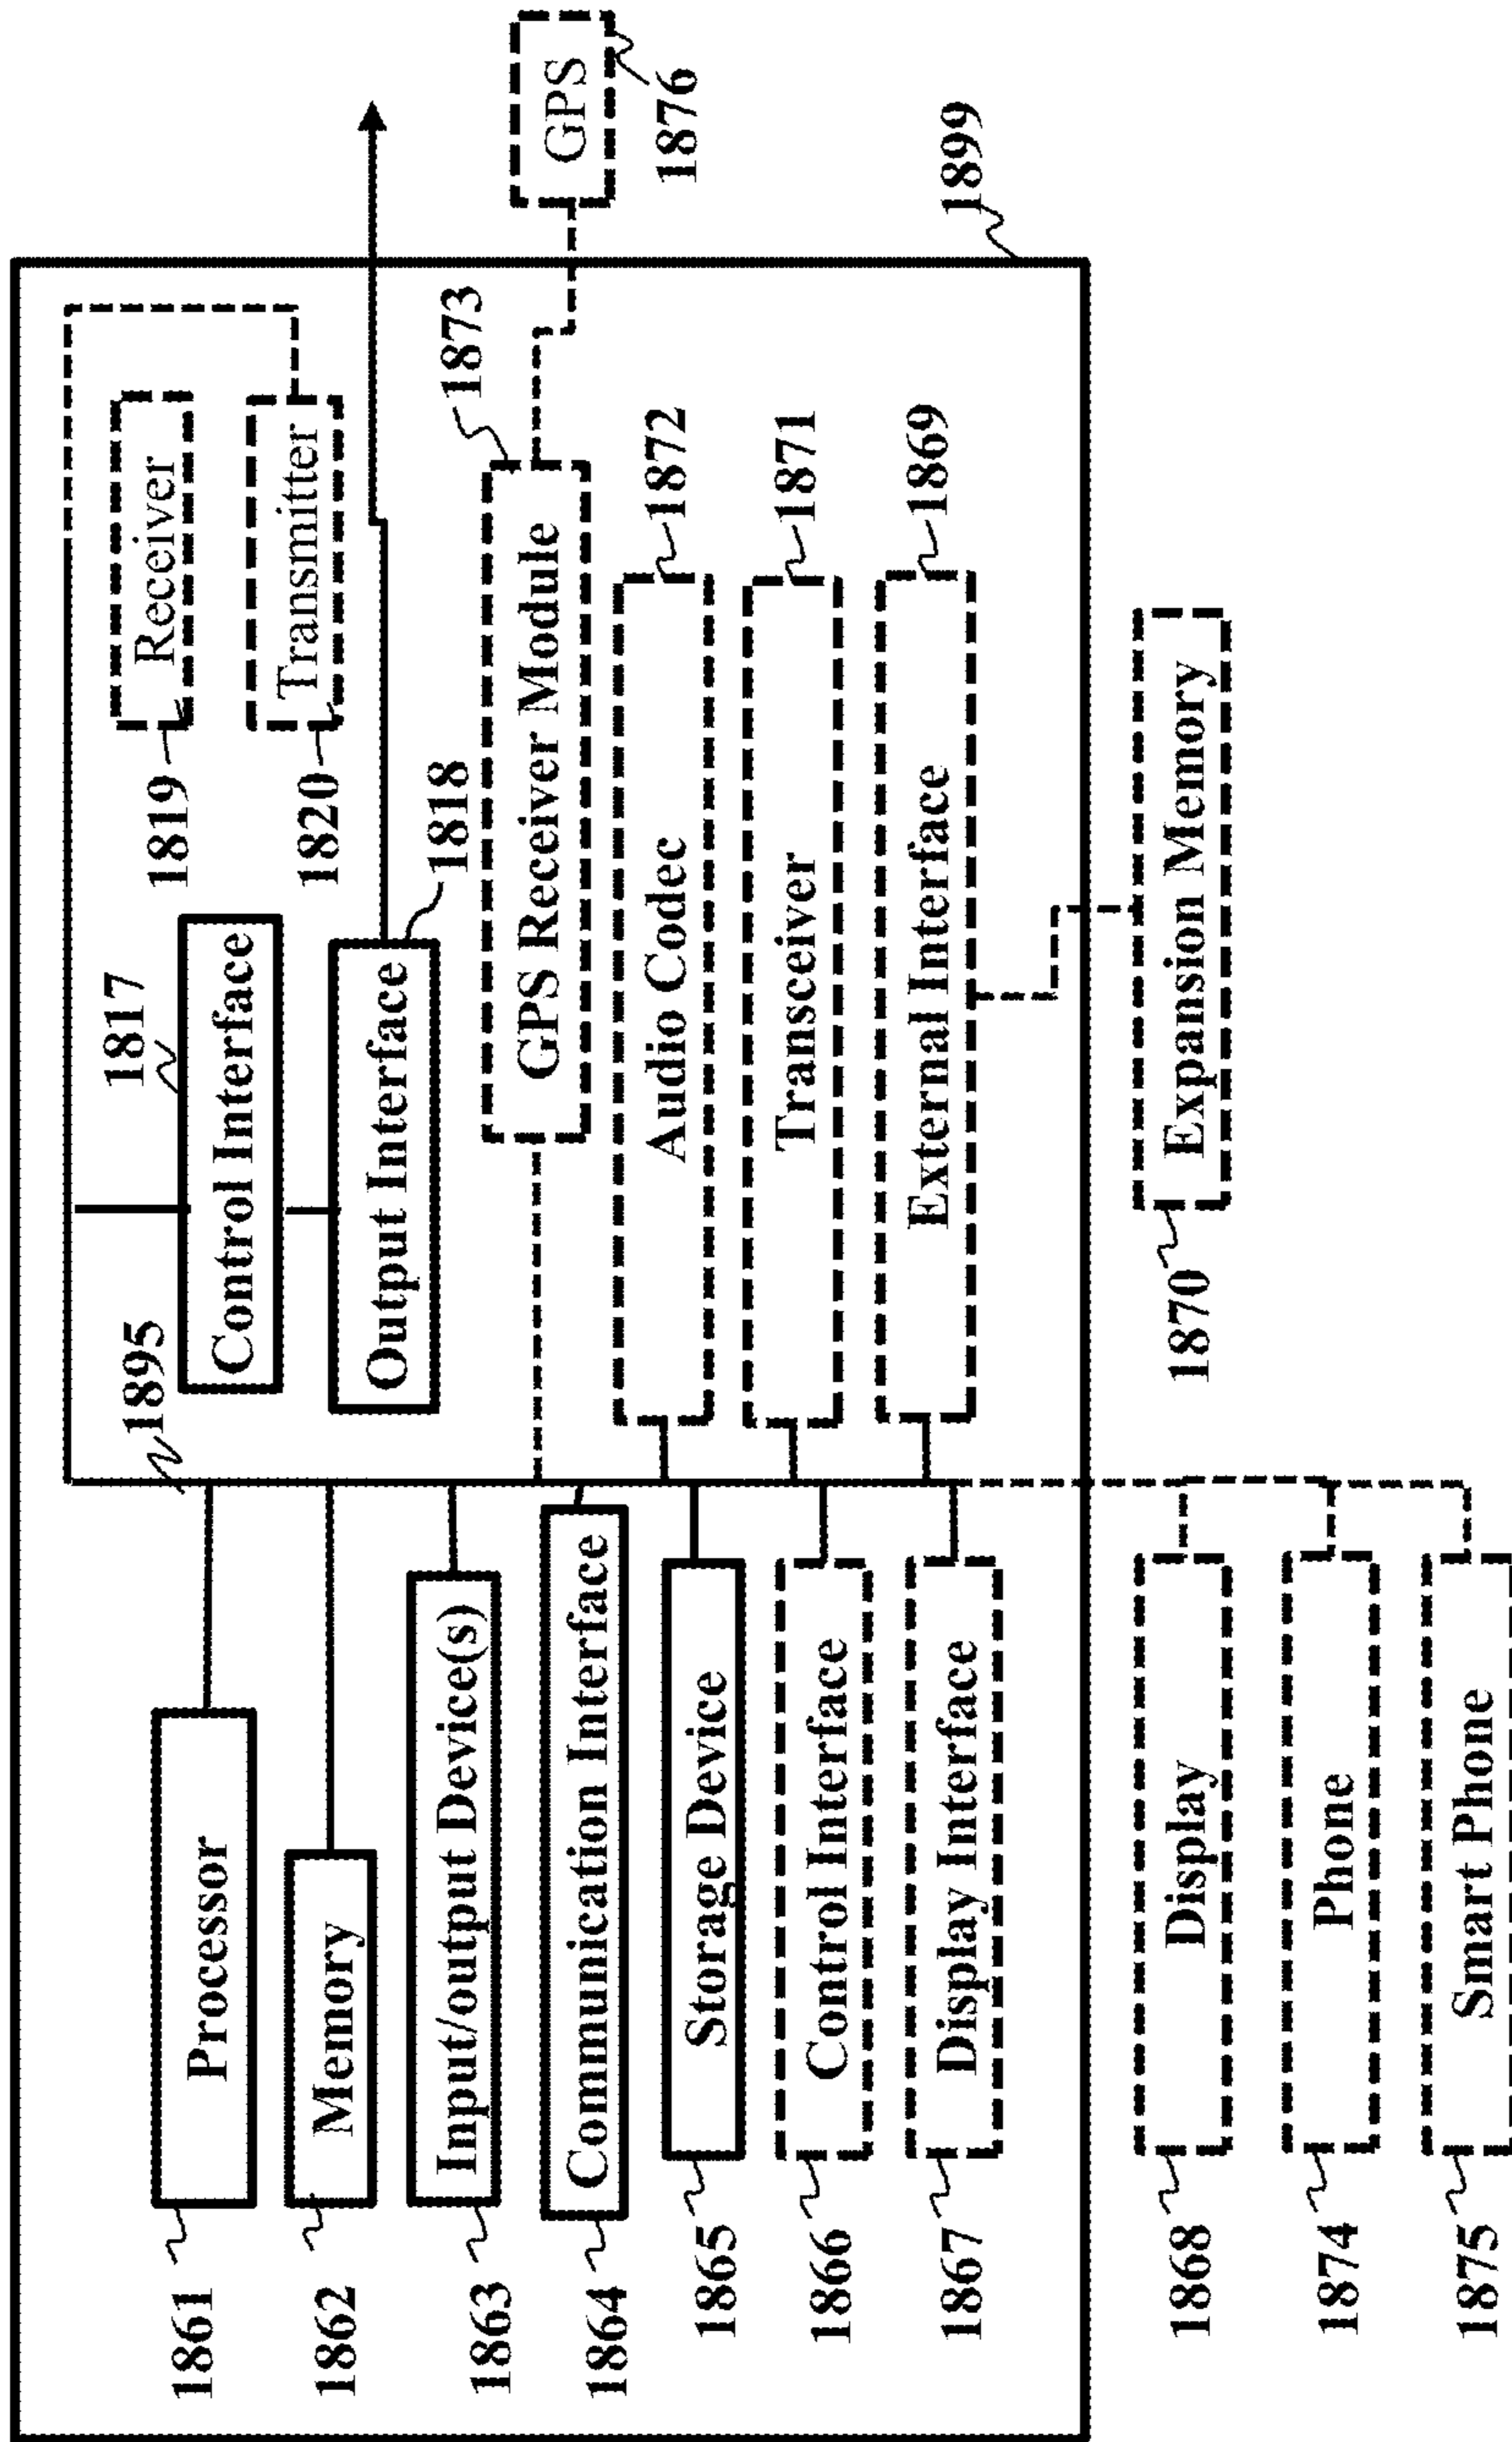 1861
Processor
1862
Memory
1863
Input/output Device(s)
1864
Communication Interface
1865
Storage Device
1866
Control Interface
1867
Display Interface
1868
Display
1874
Phone
1875
Smart Phone
1895
1817
Control Interface
Output Interface
1818
1819
Receiver
1820
Transmitter
1873
GPS Receiver Module
GPS
1876
Audio Codec
1872
Transceiver
1871
External Interface
1869
1899
1870
Expansion Memory